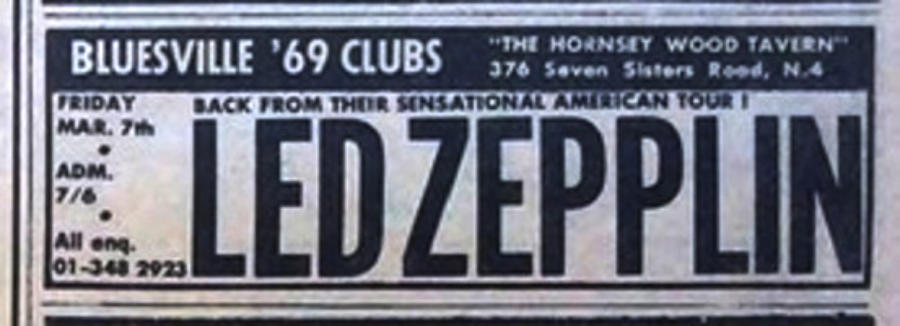 BLUESVILLE '69 CLUBS
"THE HORNSEY WOOD TAVERN"
376 Seven Sisters Road, N.4
FRIDAY
MAR. 7th
•
ADM.
7/6
•
All enq.
01-348 2923
BACK FROM THEIR SENSATIONAL AMERICAN TOUR !
LED ZEPPLIN